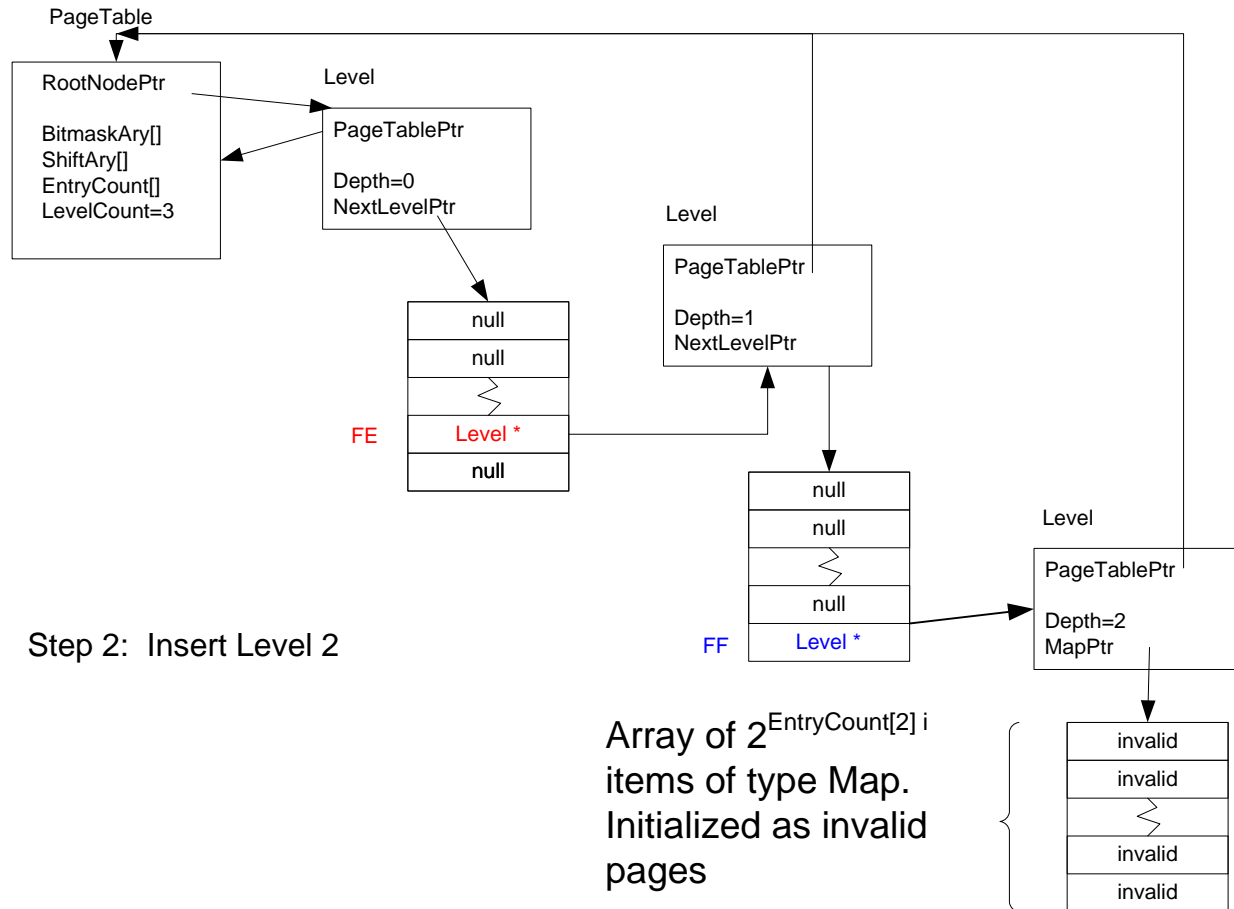 PageTable
RootNodePtr
BitmaskAry[]
ShiftAry[]
EntryCount[]
LevelCount=3
Level
PageTablePtr
Depth=0
NextLevelPtr
null
null
FE
Level *
null
Level
PageTablePtr
Depth=1
NextLevelPtr
null
null
null
FF
Level *
Level
PageTablePtr
Depth=2
MapPtr
Step 2: Insert Level 2
Array of 2^EntryCount[2] i
items of type Map.
Initialized as invalid
pages
invalid
invalid
invalid
invalid